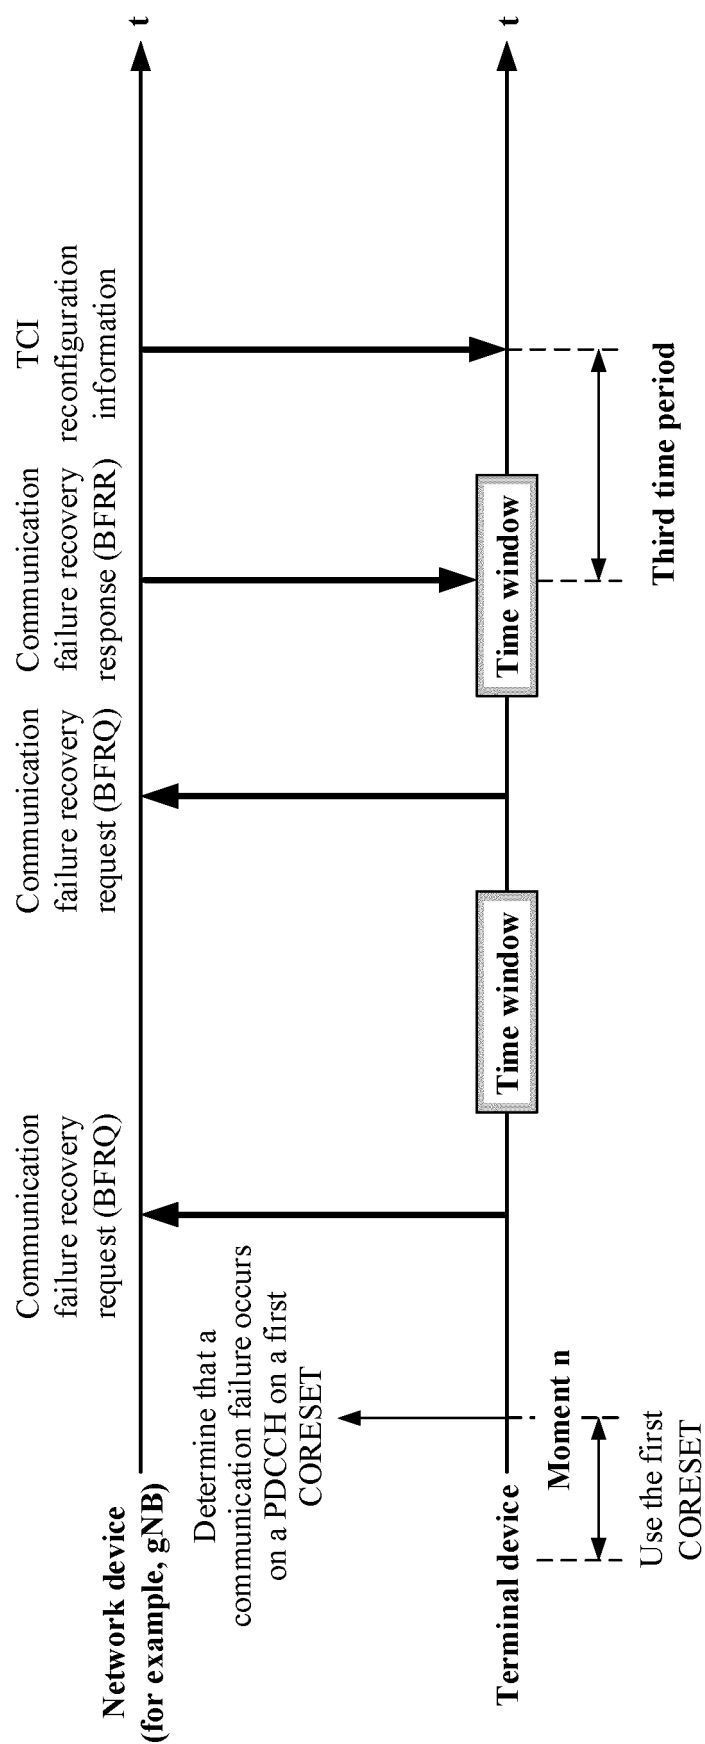 Network device
(for example, gNB)
t
Communication
failure recovery
request (BFRQ)
Communication
failure recovery
request (BFRQ)
Communication
failure recovery
response (BFRR)
TCI
reconfiguration
information
Determine that a
communication failure occurs
on a PDCCH on a first
CORESET
Terminal device
Time window
Time window
t
Moment n
Use the first
CORESET
Third time period